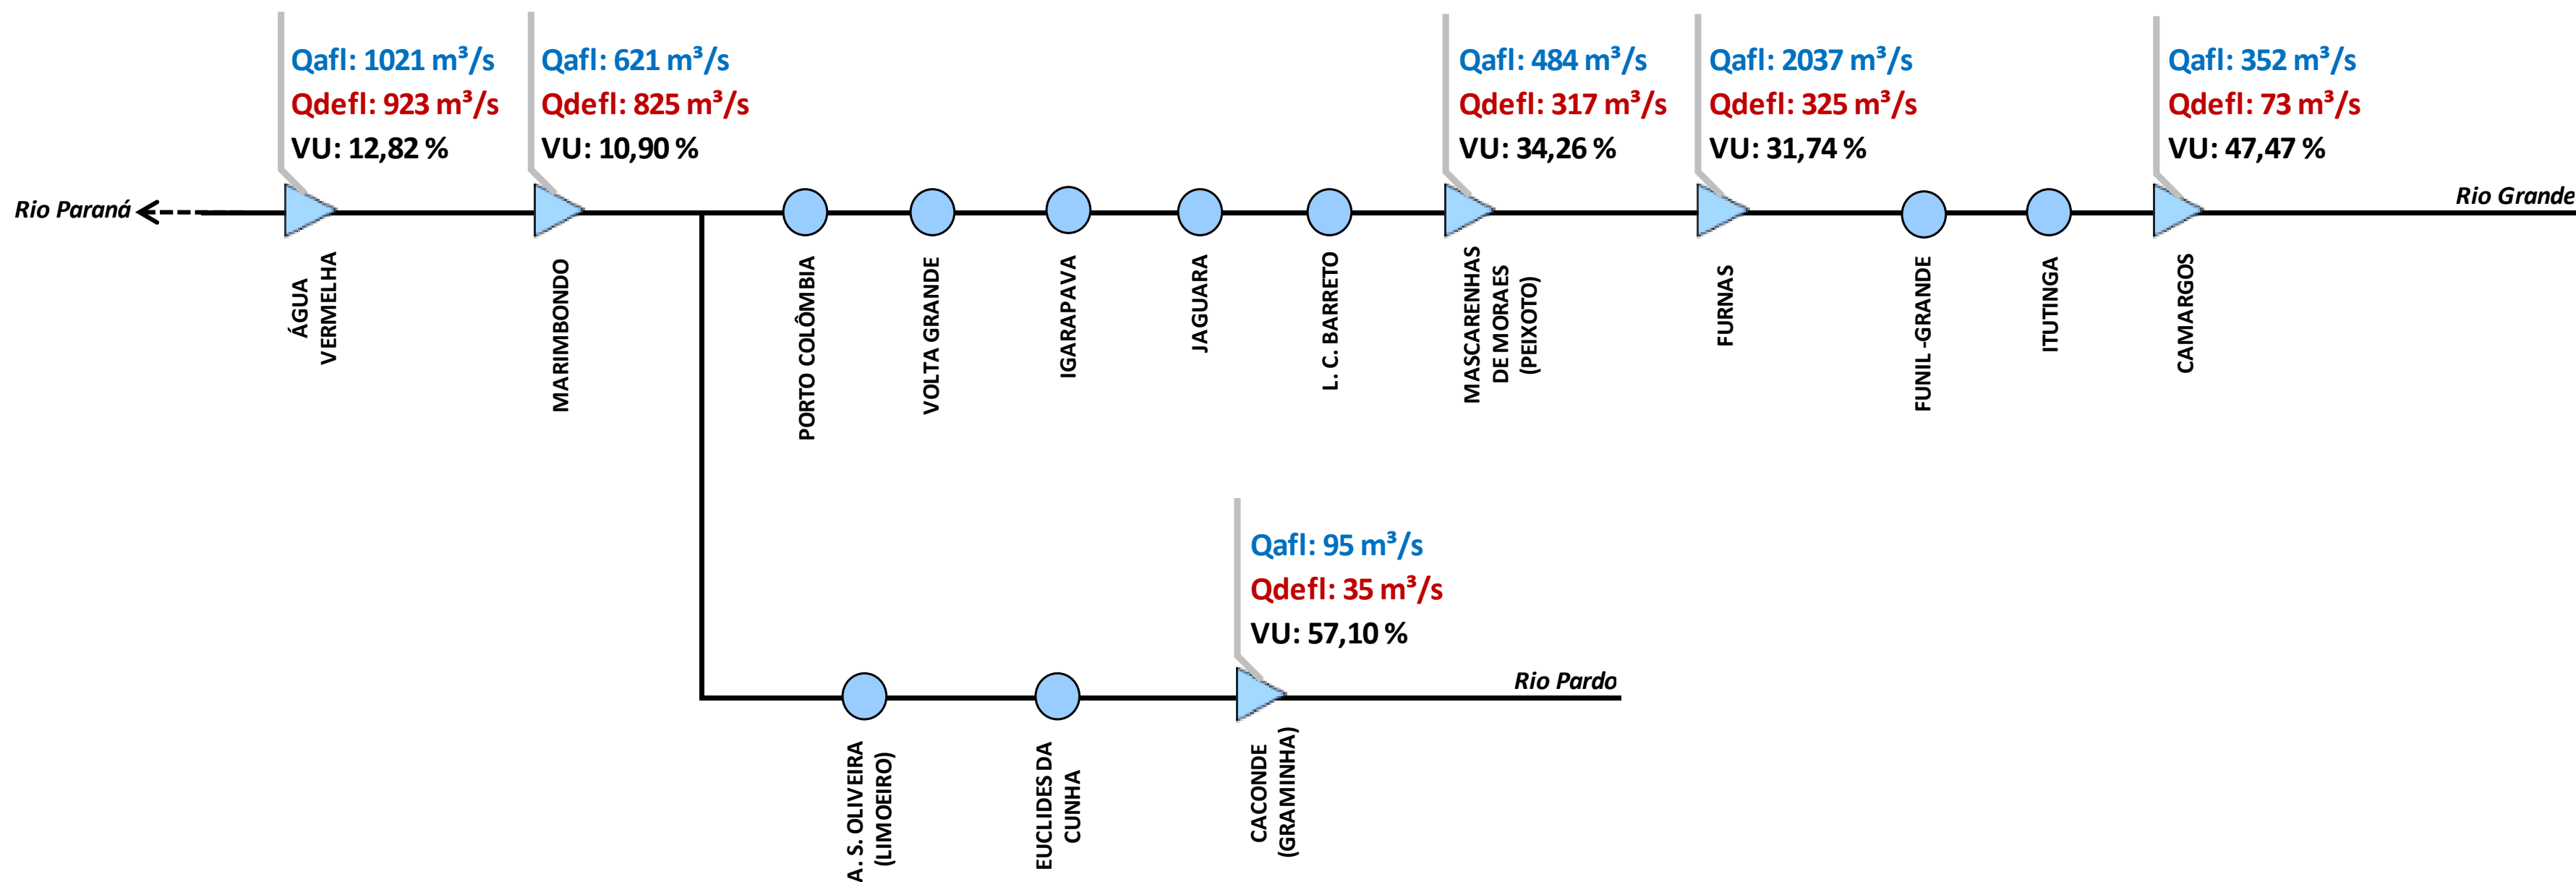 Qafl: 1021 m³/s
Qdefl: 923 m³/s
VU: 12,82 %
Qafl: 621 m³/s
Qdefl: 825 m³/s
VU: 10,90 %
Qafl: 484 m³/s
Qdefl: 317 m³/s
VU: 34,26 %
Qafl: 2037 m³/s
Qdefl: 325 m³/s
VU: 31,74 %
Qafl: 352 m³/s
Qdefl: 73 m³/s
VU: 47,47 %
Rio Paraná
Rio Grande
ÁGUA
VERMELHA
MARIMBONDO
PORTO COLÔMBIA
VOLTA GRANDE
IGARAPAVA
JAGUARA
L. C. BARRETO
MASCARENHAS
DE MORAES
(PEIXOTO)
FURNAS
FUNIL -GRANDE
ITUTINGA
CAMARGOS
Qafl: 95 m³/s
Qdefl: 35 m³/s
VU: 57,10 %
Rio Pardo
A. S. OLIVEIRA
(LIMOEIRO)
EUCLIDES DA
CUNHA
CACONDE
(GRAMINHA)